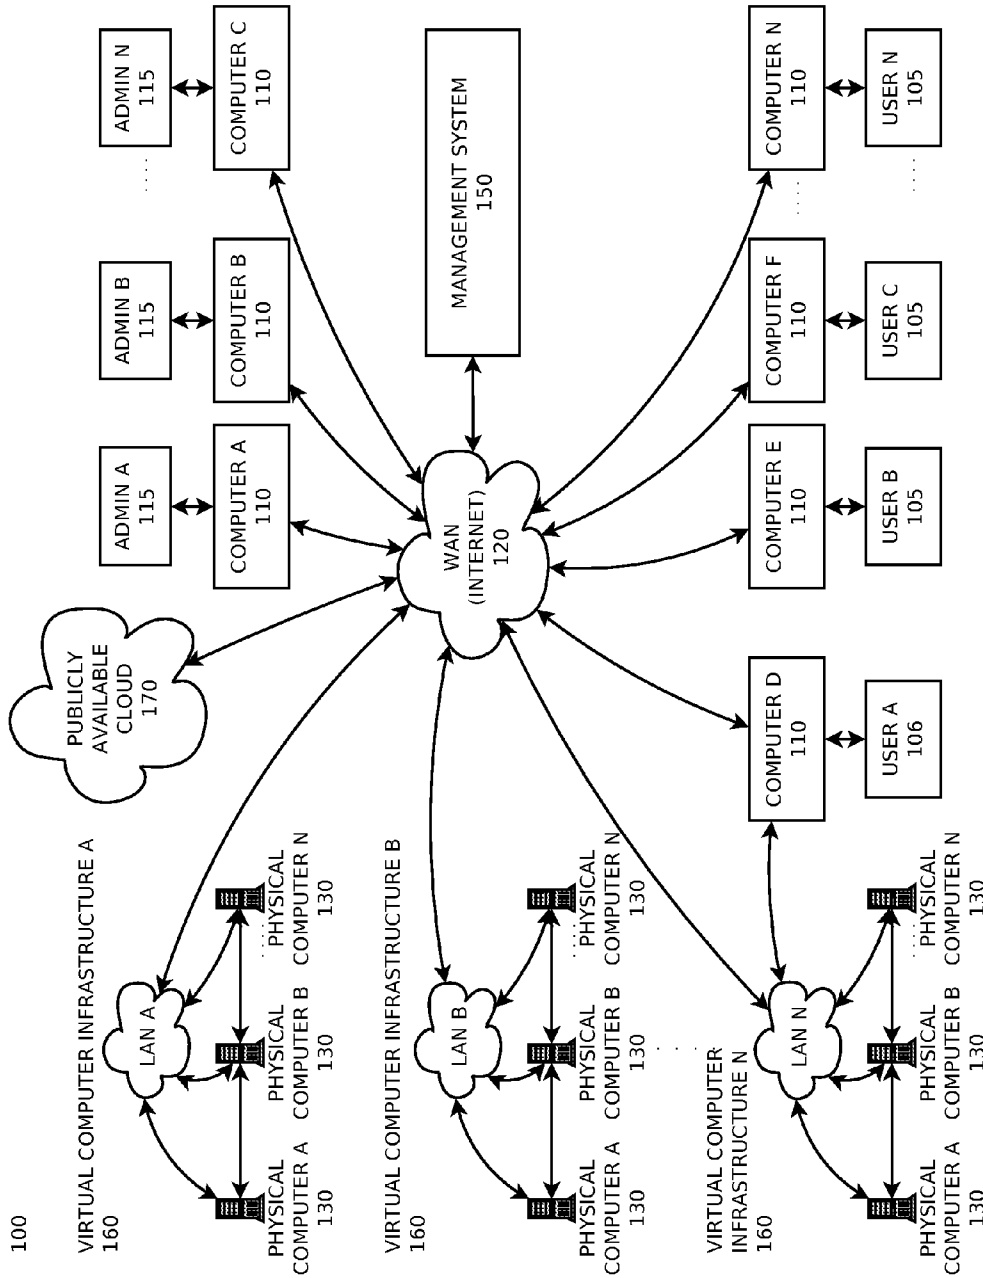 100
VIRTUAL COMPUTER INFRASTRUCTURE A
160
LAN A
PHYSICAL
COMPUTER A
130
PHYSICAL
COMPUTER B
130
....
PHYSICAL
COMPUTER N
130
PUBLICLY
AVAILABLE
CLOUD
170
ADMIN A
115
ADMIN B
115
....
ADMIN N
115
COMPUTER A
110
COMPUTER B
110
COMPUTER C
110
VIRTUAL COMPUTER INFRASTRUCTURE B
160
LAN B
PHYSICAL
COMPUTER A
130
PHYSICAL
COMPUTER B
130
....
PHYSICAL
COMPUTER N
130
WAN
(INTERNET)
120
MANAGEMENT SYSTEM
150
. . . .
VIRTUAL COMPUTER
INFRASTRUCTURE N
160
LAN N
PHYSICAL
COMPUTER A
130
PHYSICAL
COMPUTER B
130
....
PHYSICAL
COMPUTER N
130
COMPUTER D
110
COMPUTER E
110
COMPUTER F
110
....
COMPUTER N
110
USER A
106
USER B
105
USER C
105
....
USER N
105